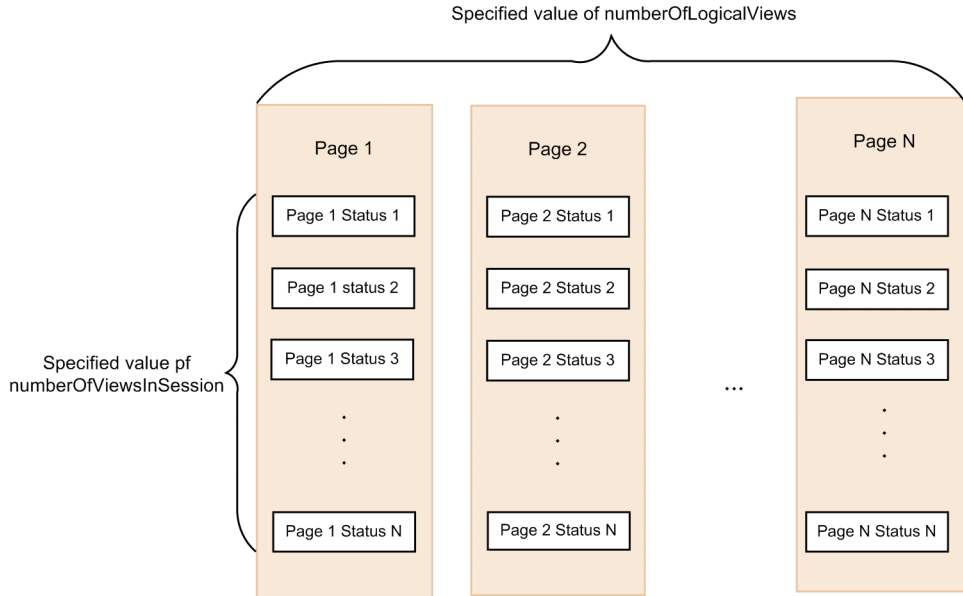 Specified value of numberOfLogicalViews
Page 1
Page 2
Page N
Page 1 Status 1
Page 2 Status 1
Page N Status 1
Page 1 status 2
Page 2 Status 2
Page N Status 2
Page 1 Status 3
Page 2 Status 3
Page N Status 3
Specified value pf
numberOfViewsInSession
...
Page 1 Status N
Page 2 Status N
Page N Status N